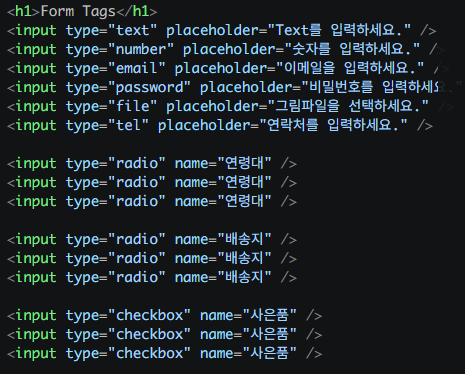 <h1>Form Tags</h1>
<input type="text" placeholder="Text를 입력하세요." />
<input type="number" placeholder="숫자를 입력하세요." />
<input type="email" placeholder="이메일을 입력하세요." />
<input type="password" placeholder="비밀번호를 입력하세요."
<input type="file" placeholder="그림파일을 선택하세요." />
<input type="tel" placeholder="연락처를 입력하세요." />
<input type="radio" name="연령대" />
<input type="radio" name="연령대" />
<input type="radio" name="연령대" />
<input type="radio" name="배송지" />
<input type="radio" name="배송지" />
<input type="radio" name="배송지" />
<input type="checkbox" name="사은품" />
<input type="checkbox" name="사은품" />
<input type="checkbox" name="사은품" />